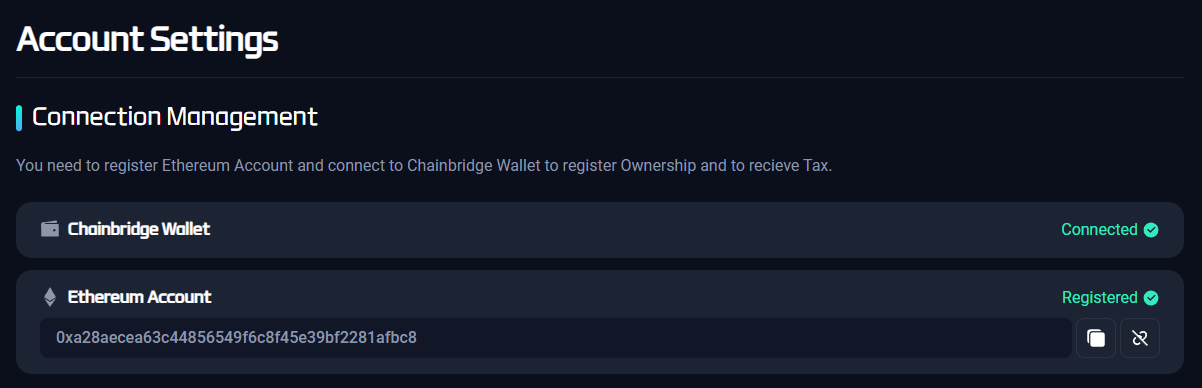 Account Settings
Connection Management
You need to register Ethereum Account and connect to Chainbridge Wallet to register Ownership and to recieve Tax.
Chainbridge Wallet
Connected
Ethereum Account
Registered
0xa28aecea63c44856549f6c8f45e39bf2281afbc8